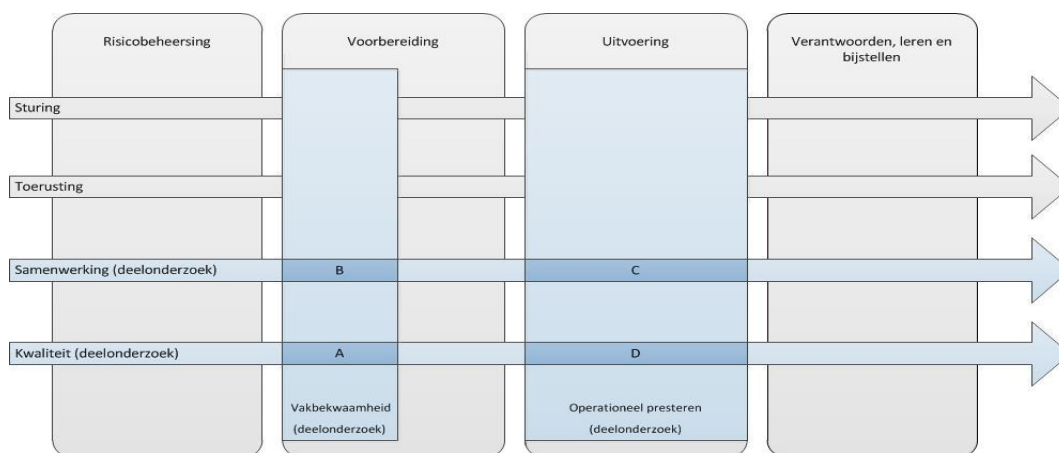 Risicobeheersing
Voorbereiding
Uitvoering
Verantwoorden, leren en
bijstellen
Sturing
Toerusting
Samenwerking (deelonderzoek)
B
C
Kwaliteit (deelonderzoek)
A
D
Vakbekwaamheid
(deelonderzoek)
Operationeel presteren
(deelonderzoek)